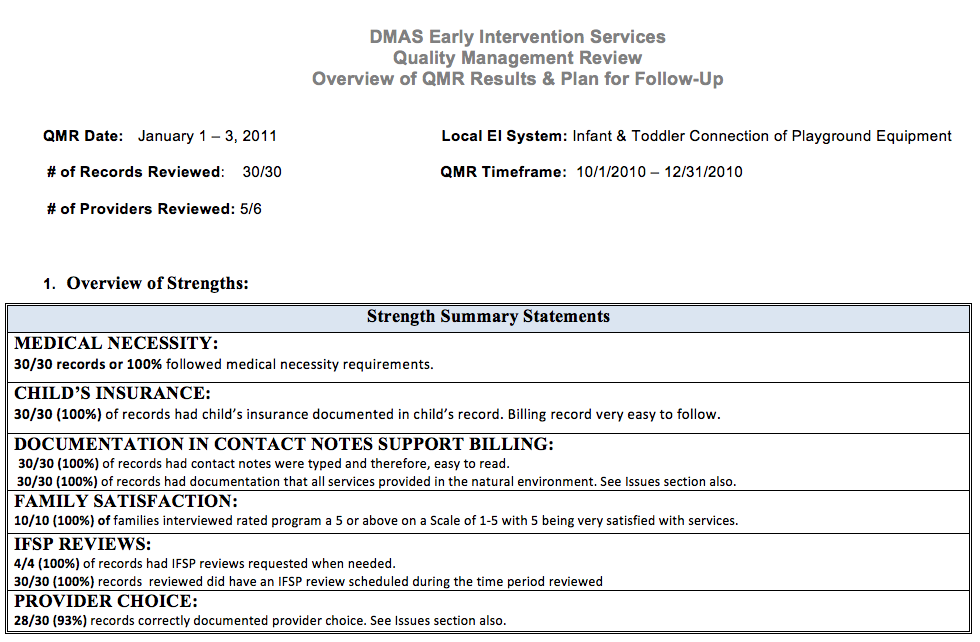 DMAS Early Intervention Services
Quality Management Review
Overview of QMR Results & Plan for Follow-Up
QMR Date: January 1 – 3, 2011 Local EI System: Infant & Toddler Connection of Playground Equipment
# of Records Reviewed: 30/30 QMR Timeframe: 10/1/2010 – 12/31/2010
# of Providers Reviewed: 5/6
1. Overview of Strengths:
Strength Summary Statements
MEDICAL NECESSITY:
30/30 records or 100% followed medical necessity requirements.
CHILD’S INSURANCE:
30/30 (100%) of records had child’s insurance documented in child’s record. Billing record very easy to follow.
DOCUMENTATION IN CONTACT NOTES SUPPORT BILLING:
30/30 (100%) of records had contact notes were typed and therefore, easy to read.
30/30 (100%) of records had documentation that all services provided in the natural environment. See Issues section also.
FAMILY SATISFACTION:
10/10 (100%) of families interviewed rated program a 5 or above on a Scale of 1-5 with 5 being very satisfied with services.
IFSP REVIEWS:
4/4 (100%) of records had IFSP reviews requested when needed.
30/30 (100%) records reviewed did have an IFSP review scheduled during the time period reviewed
PROVIDER CHOICE:
28/30 (93%) records correctly documented provider choice. See Issues section also.